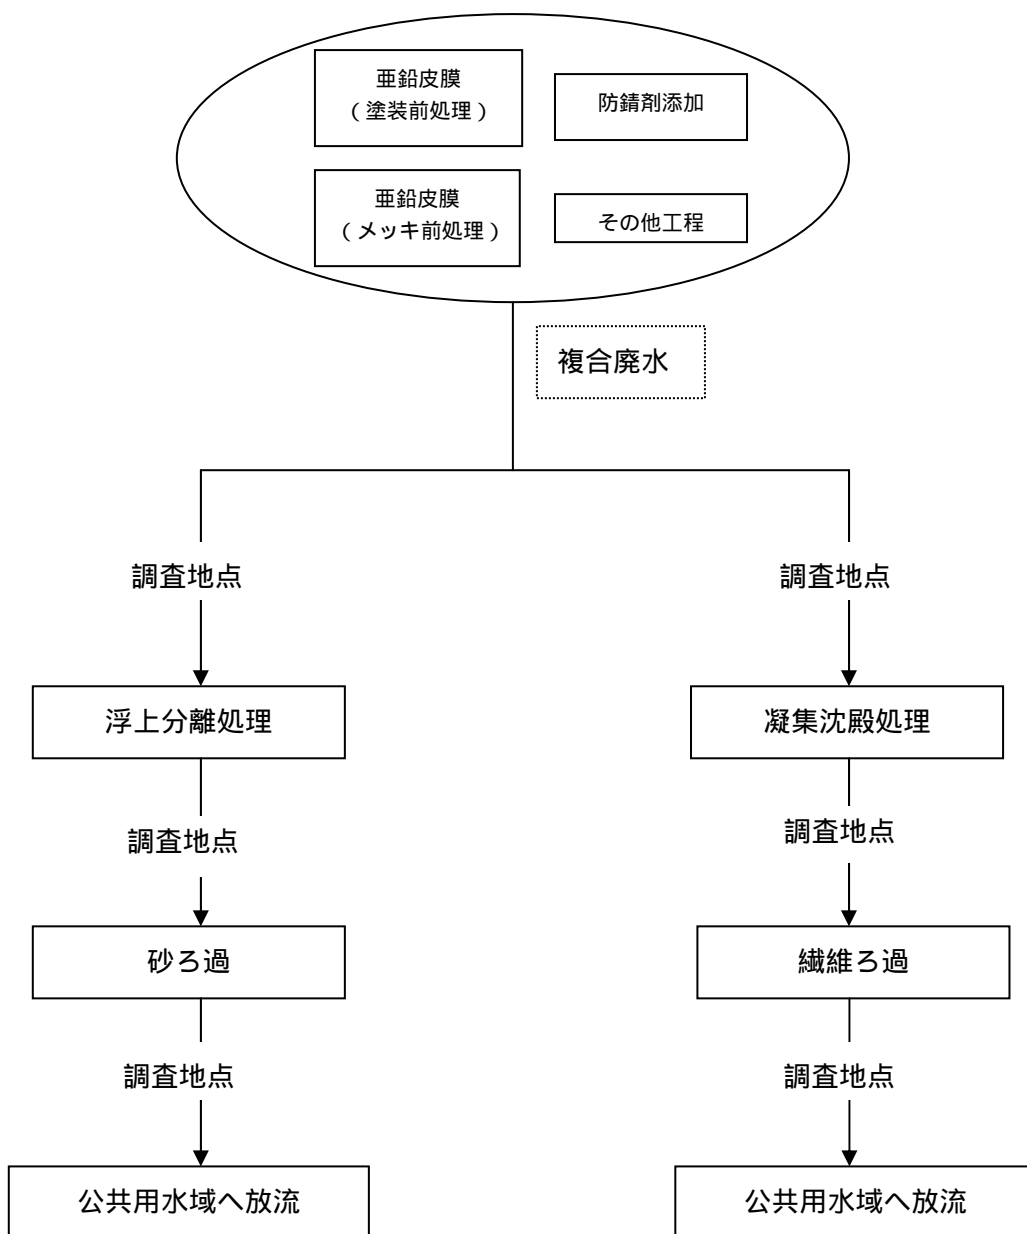 亜鉛皮膜
（塗装前処理）
防錆剤添加
亜鉛皮膜
（メッキ前処理）
その他工程
複合廃水
調査地点
調査地点
浮上分離処理
凝集沈殿処理
調査地点
調査地点
砂ろ過
繊維ろ過
調査地点
調査地点
公共用水域へ放流
公共用水域へ放流